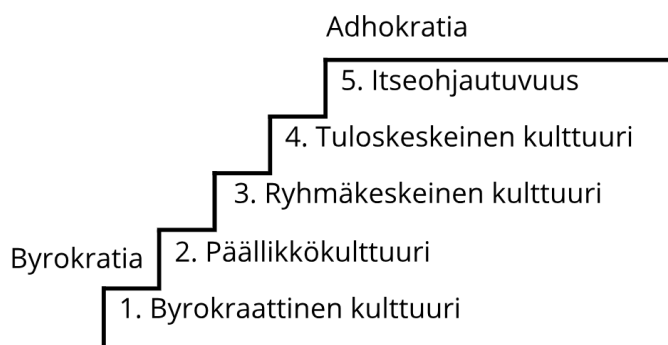 Adhokratia
5. Itseohjautuvuus
4. Tuloskeskeinen kulttuuri
3. Ryhmäkeskeinen kulttuuri
2. Päällikkökulttuuri
Byrokratia
1. Byrokraattinen kulttuuri